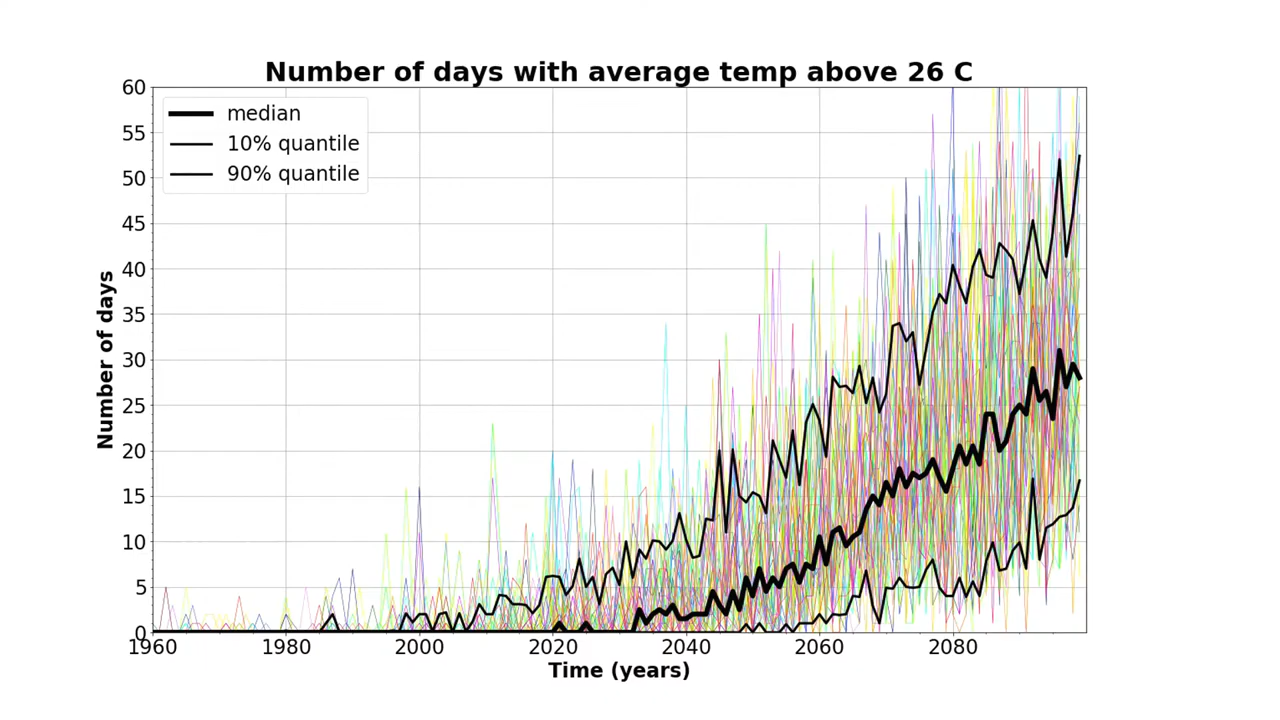 Number of days with average temp above 26 C
median
10% quantile
90% quantile
60
55
50
45
40
35
30
25
20
15
10
5
0
Number of days
1960 1980 2000 2020 2040 2060 2080
Time (years)